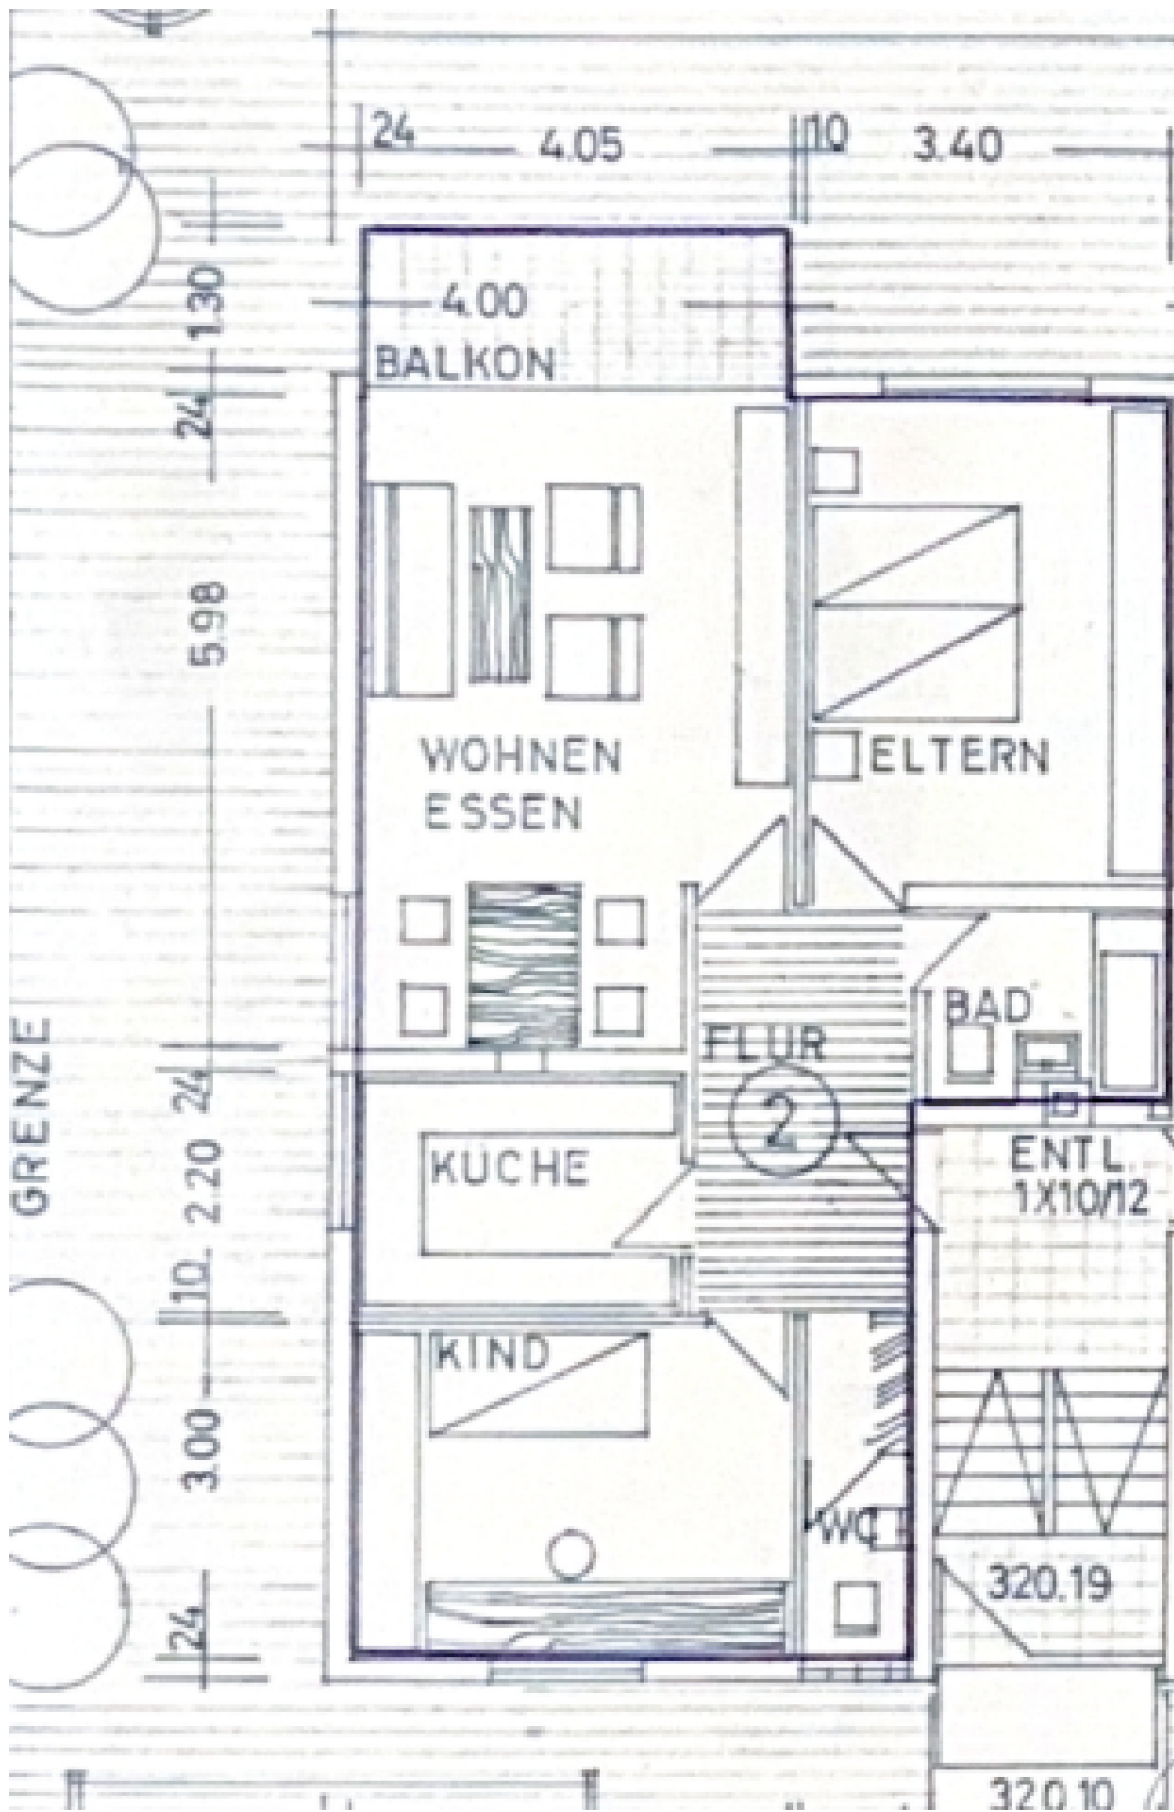 24
4.05
10
3.40
1.30
4.00
BALKON
24
5.98
WOHNEN
ESSEN
ELTERN
BAD
FLUR
2
GRENZE
24
KÜCHE
2.20
ENTL.
1X10/12
10
KIND
3.00
WC
320.19
24
320.10